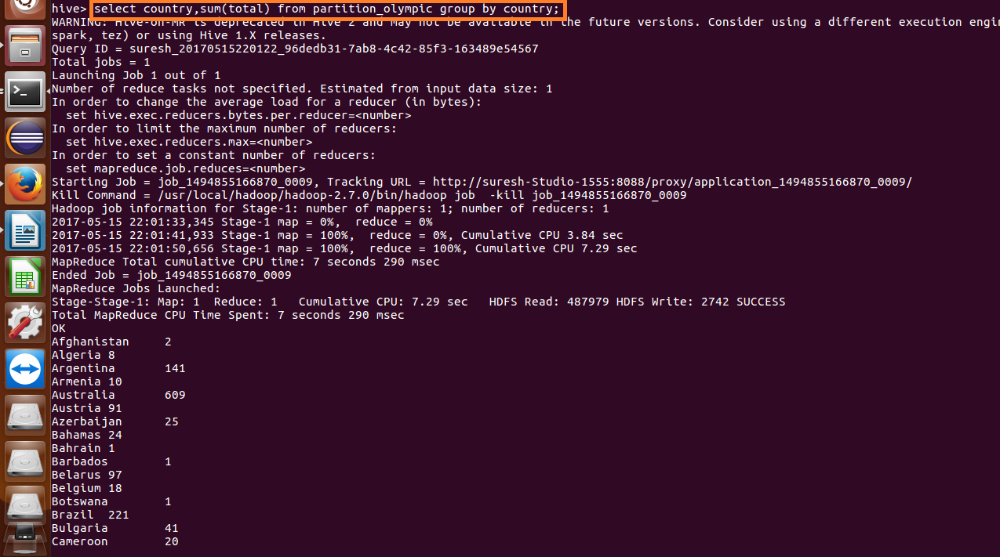 hive> select country,sum(total) from partition_olympic group by country;
WARNING: Hive-on-MR is deprecated in Hive 2 and may not be available in the future versions. Consider using a different execution engin
spark, tez) or using Hive 1.X releases.
Query ID = suresh_20170515220122_96dedb31-7ab8-4c42-85f3-163489e54567
Total jobs = 1
Launching Job 1 out of 1
Number of reduce tasks not specified. Estimated from input data size: 1
In order to change the average load for a reducer (in bytes):
  set hive.exec.reducers.bytes.per.reducer=<number>
In order to limit the maximum number of reducers:
  set hive.exec.reducers.max=<number>
In order to set a constant number of reducers:
  set mapreduce.job.reduces=<number>
Starting Job = job_1494855166870_0009, Tracking URL = http://suresh-Studio-1555:8088/proxy/application_1494855166870_0009/
Kill Command = /usr/local/hadoop/hadoop-2.7.0/bin/hadoop job  -kill job_1494855166870_0009
Hadoop job information for Stage-1: number of mappers: 1; number of reducers: 1
2017-05-15 22:01:33,345 Stage-1 map = 0%,  reduce = 0%
2017-05-15 22:01:41,933 Stage-1 map = 100%,  reduce = 0%, Cumulative CPU 3.84 sec
2017-05-15 22:01:50,656 Stage-1 map = 100%,  reduce = 100%, Cumulative CPU 7.29 sec
MapReduce Total cumulative CPU time: 7 seconds 290 msec
Ended Job = job_1494855166870_0009
MapReduce Jobs Launched:
Stage-Stage-1: Map: 1  Reduce: 1   Cumulative CPU: 7.29 sec   HDFS Read: 487979 HDFS Write: 2742 SUCCESS
Total MapReduce CPU Time Spent: 7 seconds 290 msec
OK
Afghanistan     2
Algeria 8
Argentina       141
Armenia 10
Australia       609
Austria 91
Azerbaijan      25
Bahamas 24
Bahrain 1
Barbados        1
Belarus 97
Belgium 18
Botswana        1
Brazil  221
Bulgaria        41
Cameroon        20